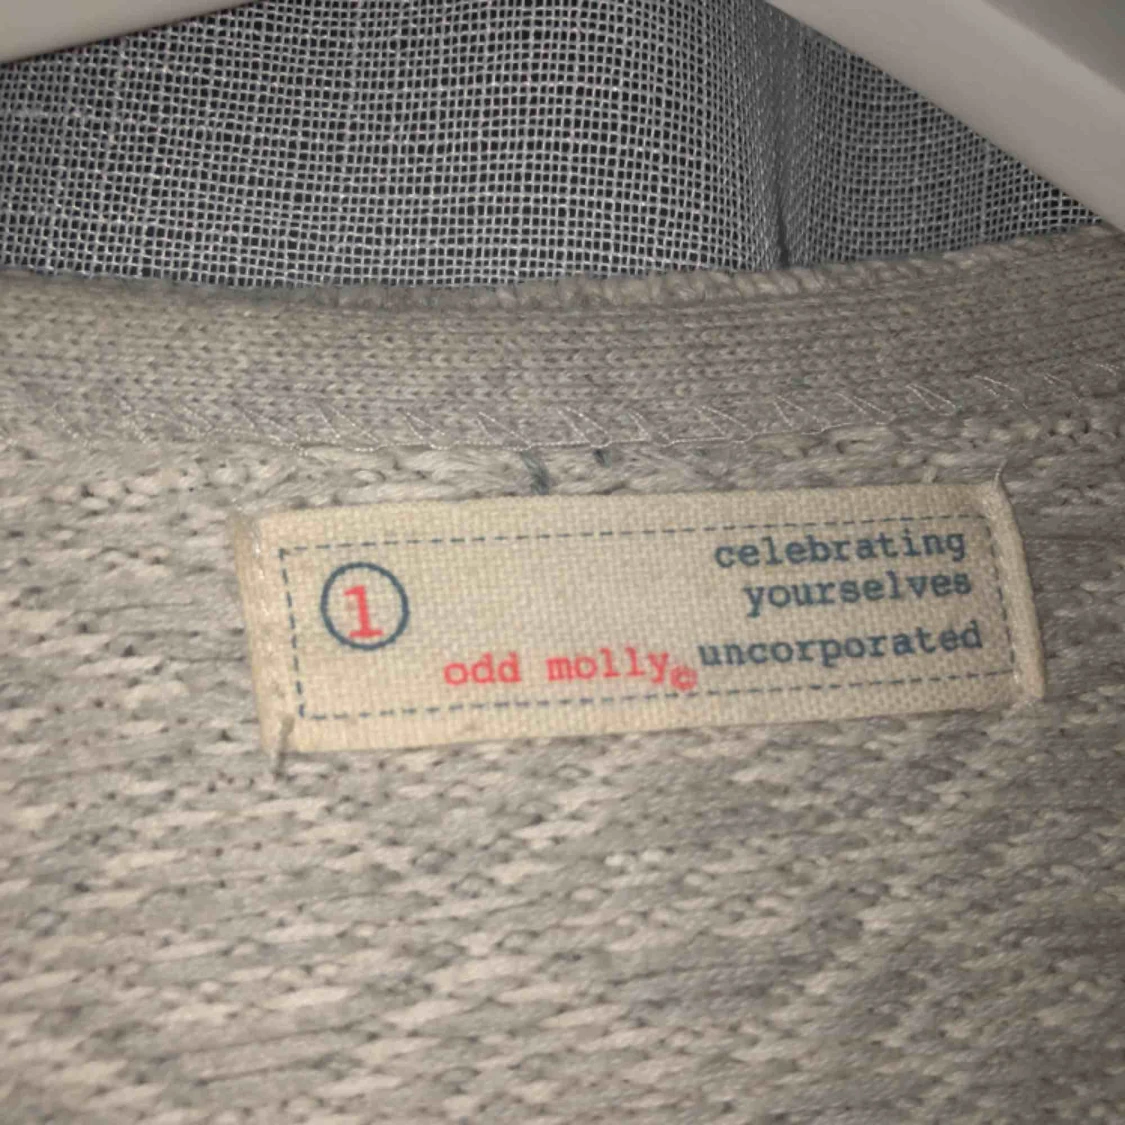 celebrating
yourselves
1
odd molly© uncorporated